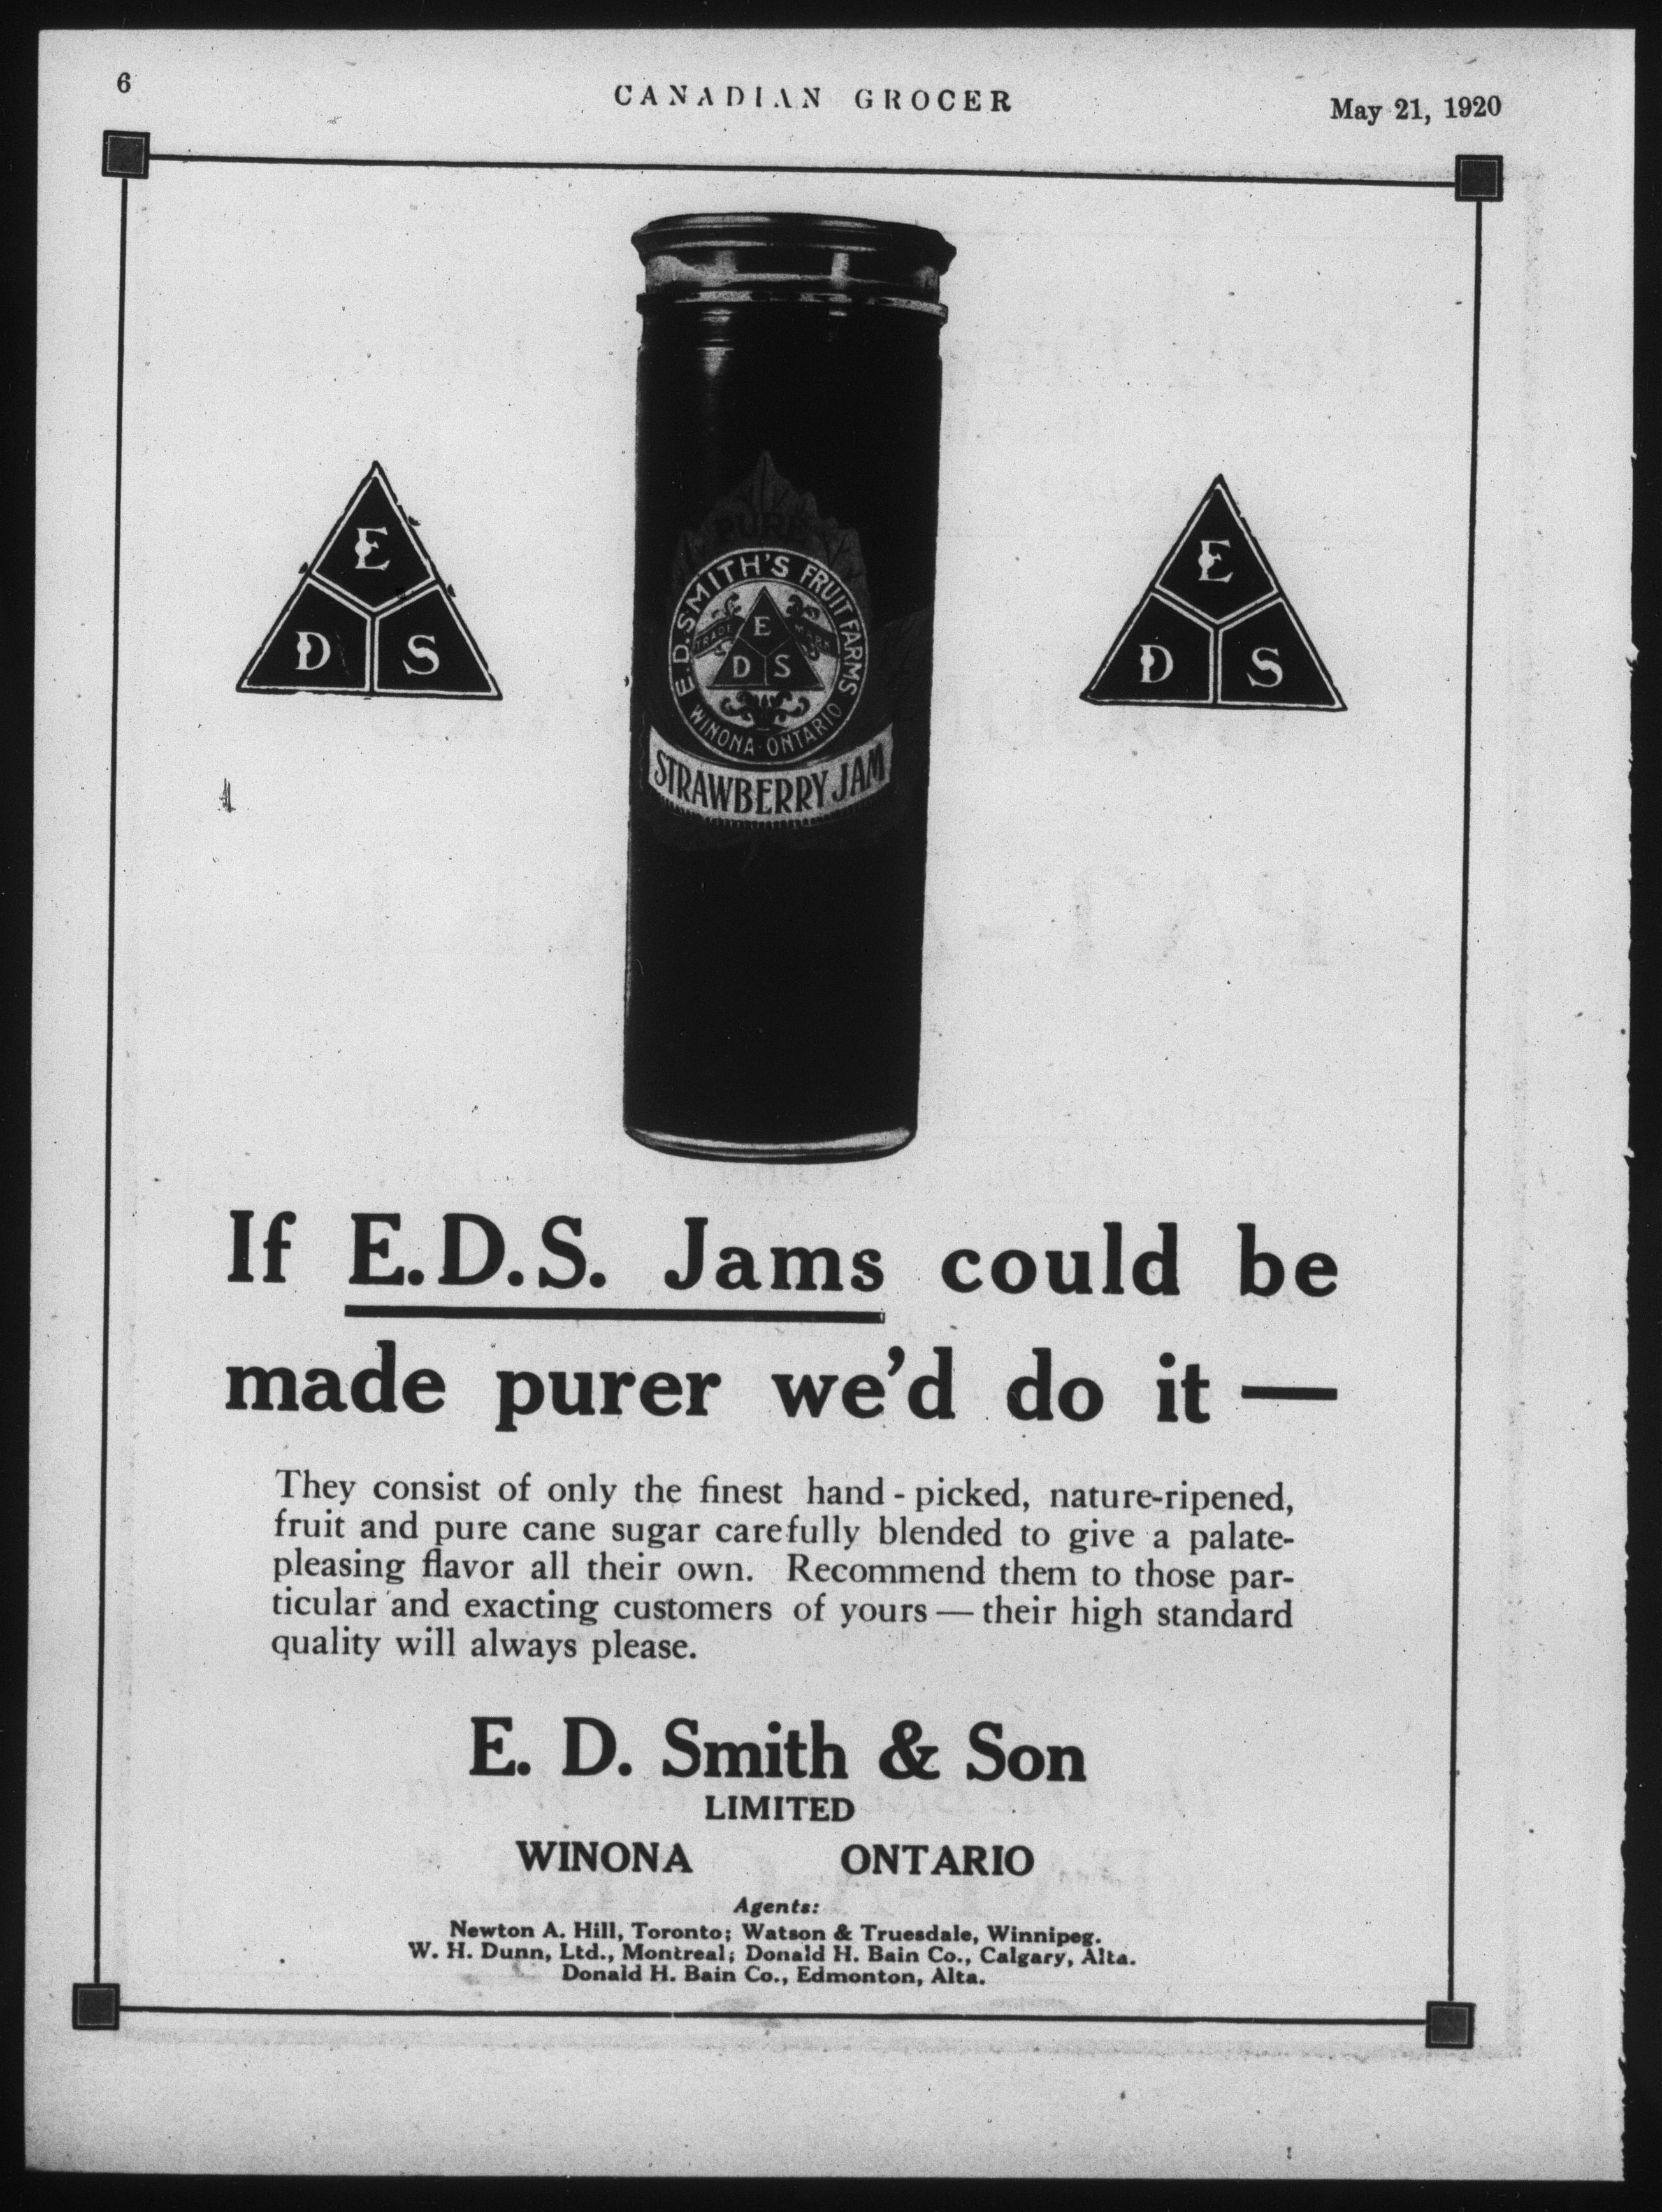 6
CANADIAN GROCER
May 21, 1920
E
D S
PURE
E.D. SMITH'S FRUIT FARMS
TRADE MARK
E
D S
WINONA · ONTARIO
STRAWBERRY JAM
E
D S
If E.D.S. Jams could be
made purer we'd do it —
They consist of only the finest hand-picked, nature-ripened,
fruit and pure cane sugar carefully blended to give a palate-
pleasing flavor all their own. Recommend them to those par-
ticular and exacting customers of yours — their high standard
quality will always please.
E. D. Smith & Son
LIMITED
WINONA ONTARIO
Agents:
Newton A. Hill, Toronto; Watson & Truesdale, Winnipeg.
W. H. Dunn, Ltd., Montreal; Donald H. Bain Co., Calgary, Alta.
Donald H. Bain Co., Edmonton, Alta.